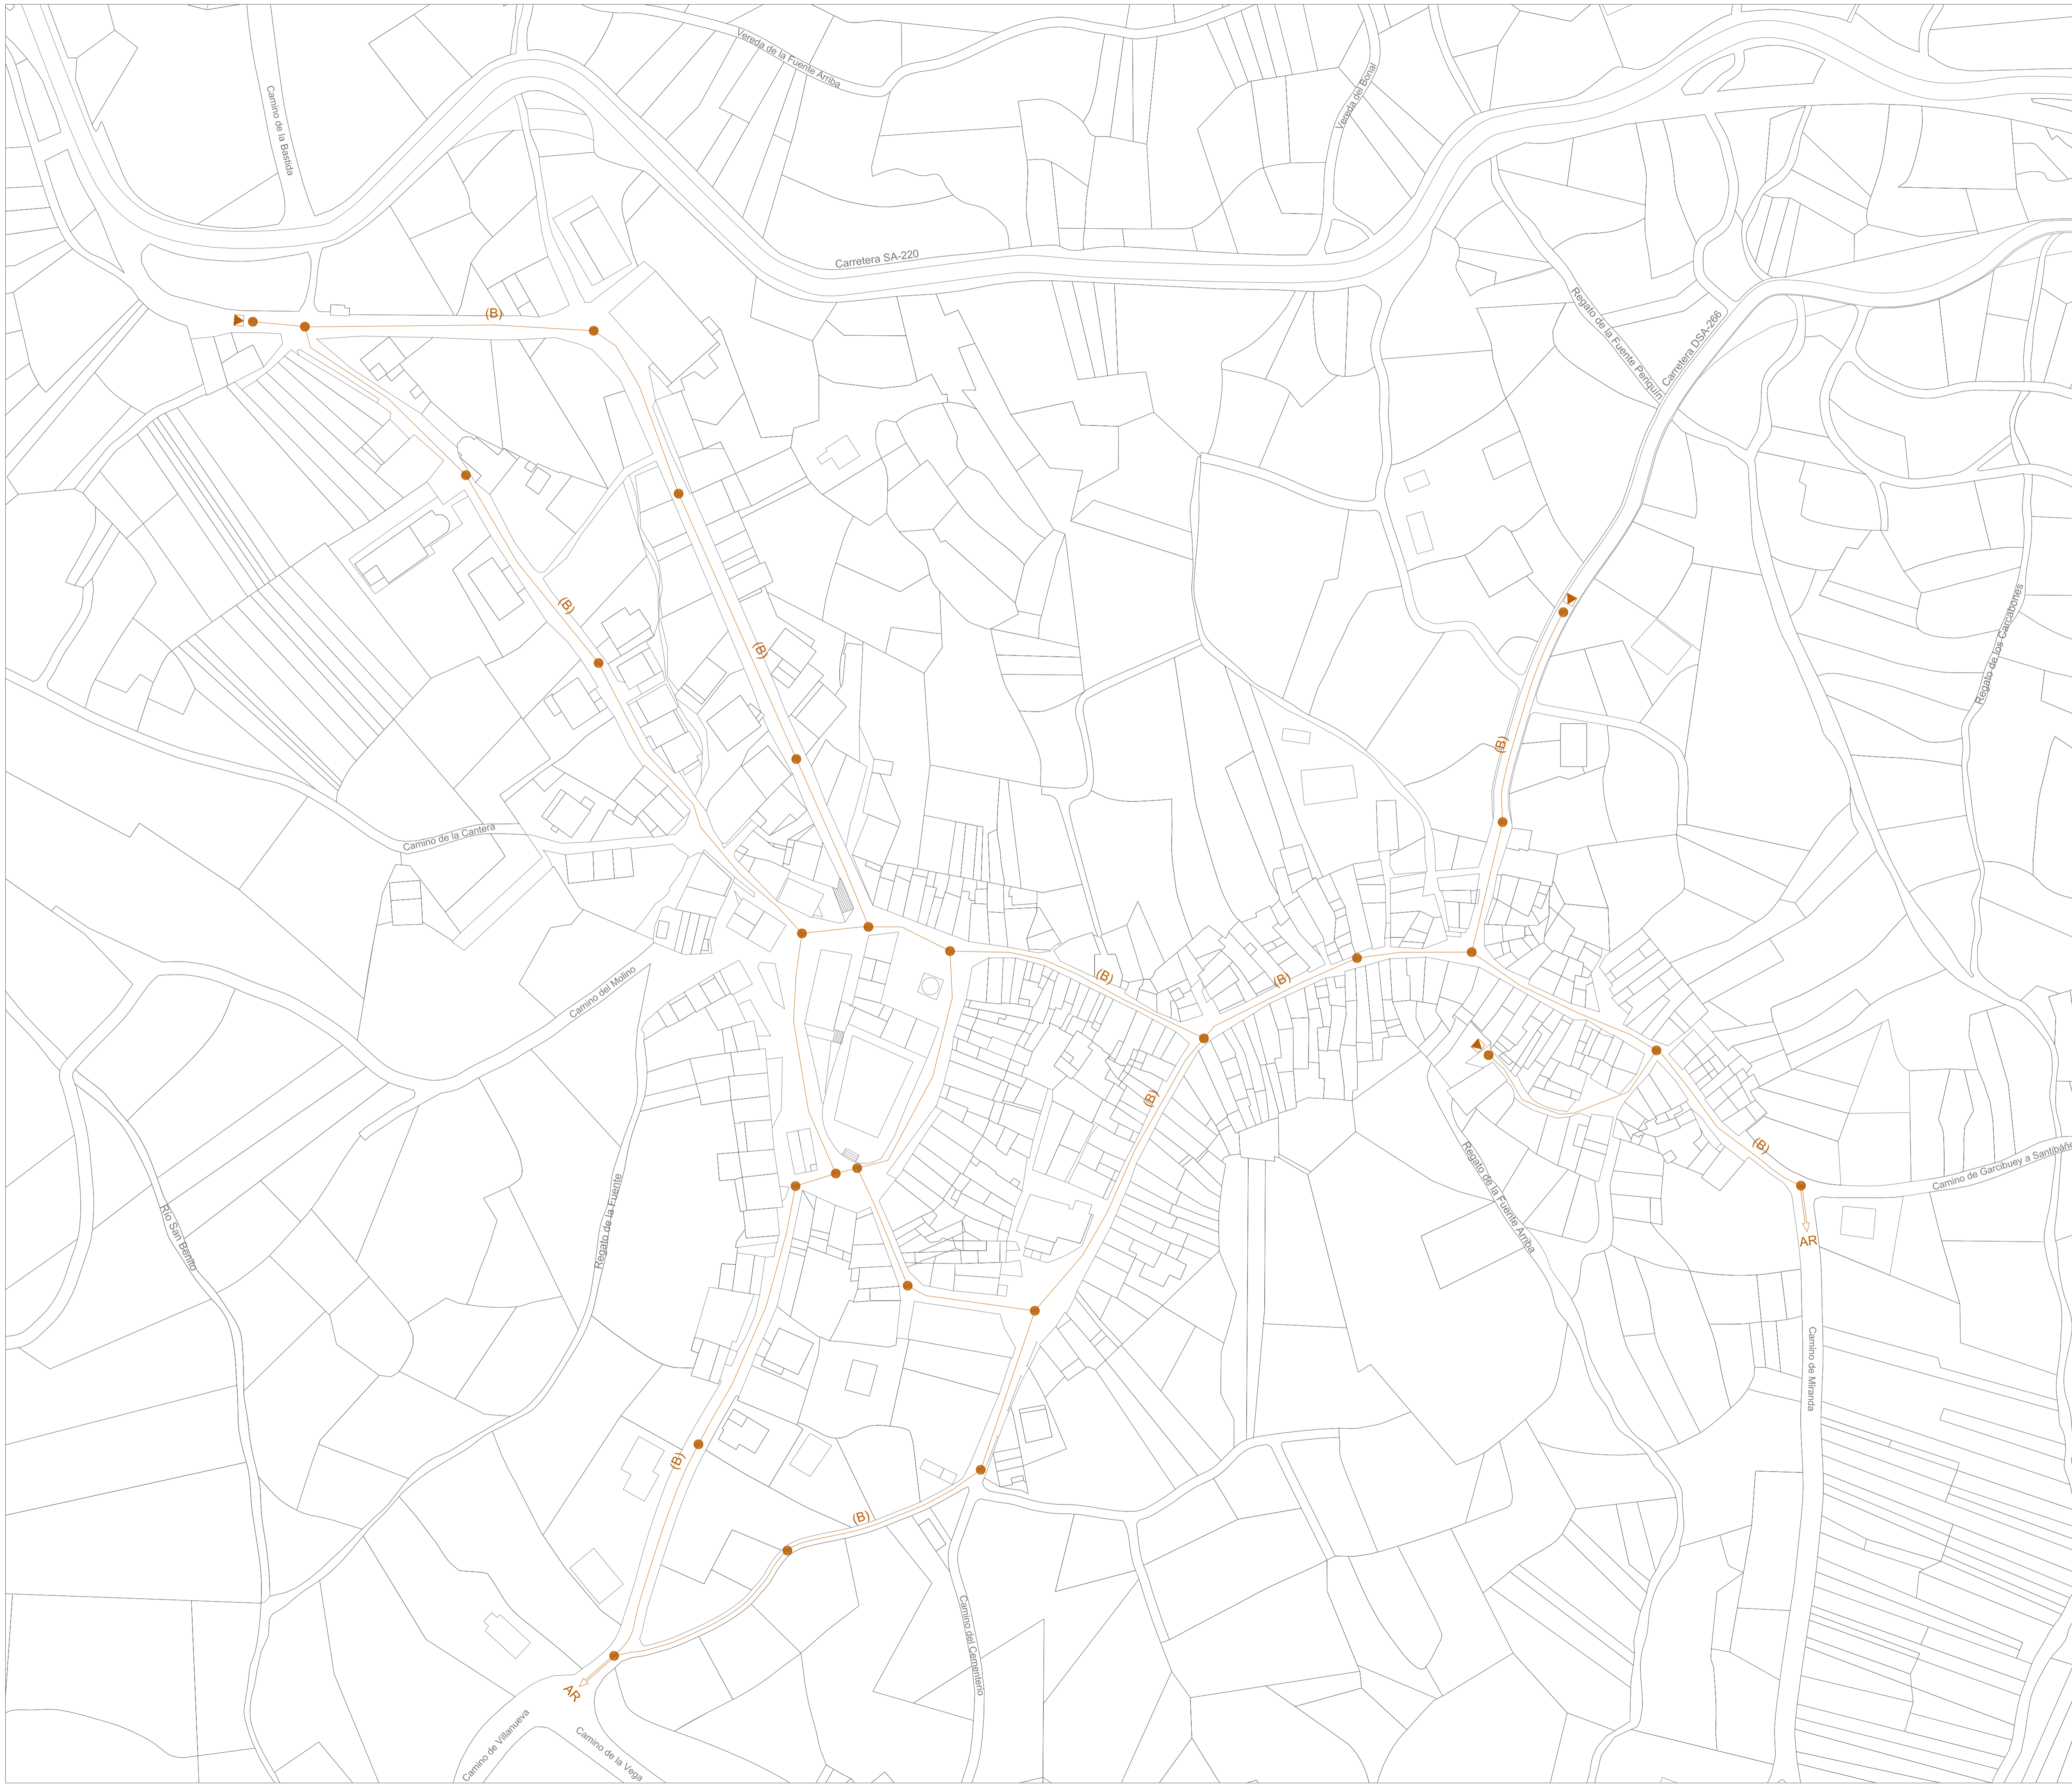 Vereda de la Fuente Arriba
Camino de la Bastida
Vereda del Bonal
Carretera SA-220
(B)
Regato de la Fuente Periquin
Carretera DSA-266
(B)
(B)
Regato de los Carcabones
(B)
Camino de la Cantera
Camino del Molino
(B)
(B)
(B)
(B)
Camino de Garcibuey a Santibáñe
Regato de la Fuente Arriba
Río San Benito
Regato de la Fuente
AR
Camino de Miranda
(B)
(B)
Camino del Cementerio
AR
Camino de Villanueva
Camino de la Vega